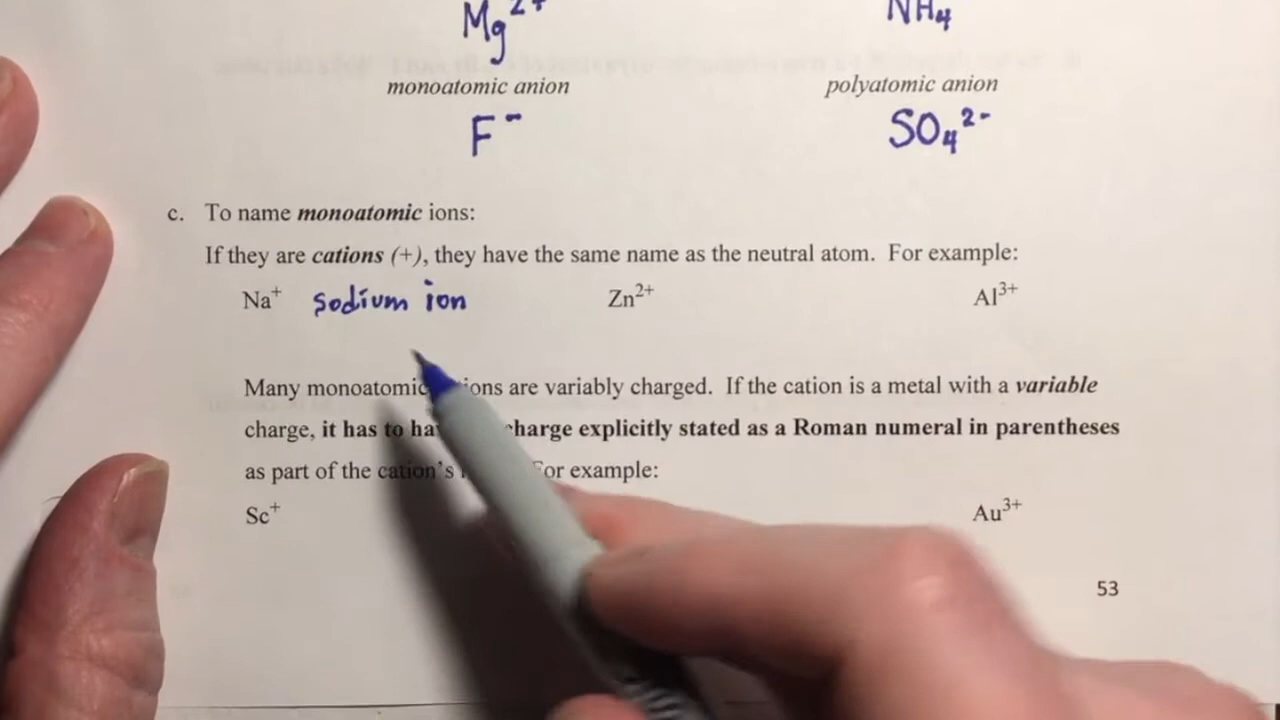 Mg²⁺ NH₄
monoatomic anion polyatomic anion
F⁻ SO₄²⁻
c. To name monoatomic ions:
If they are cations (+), they have the same name as the neutral atom. For example:
Na⁺ sodium ion Zn²⁺ Al³⁺
Many monoatomic are variably charged. If the cation is a metal with a variable
charge, it has to charge explicitly stated as a Roman numeral in parentheses
as part of the cation's For example:
Sc⁺ Au³⁺
53